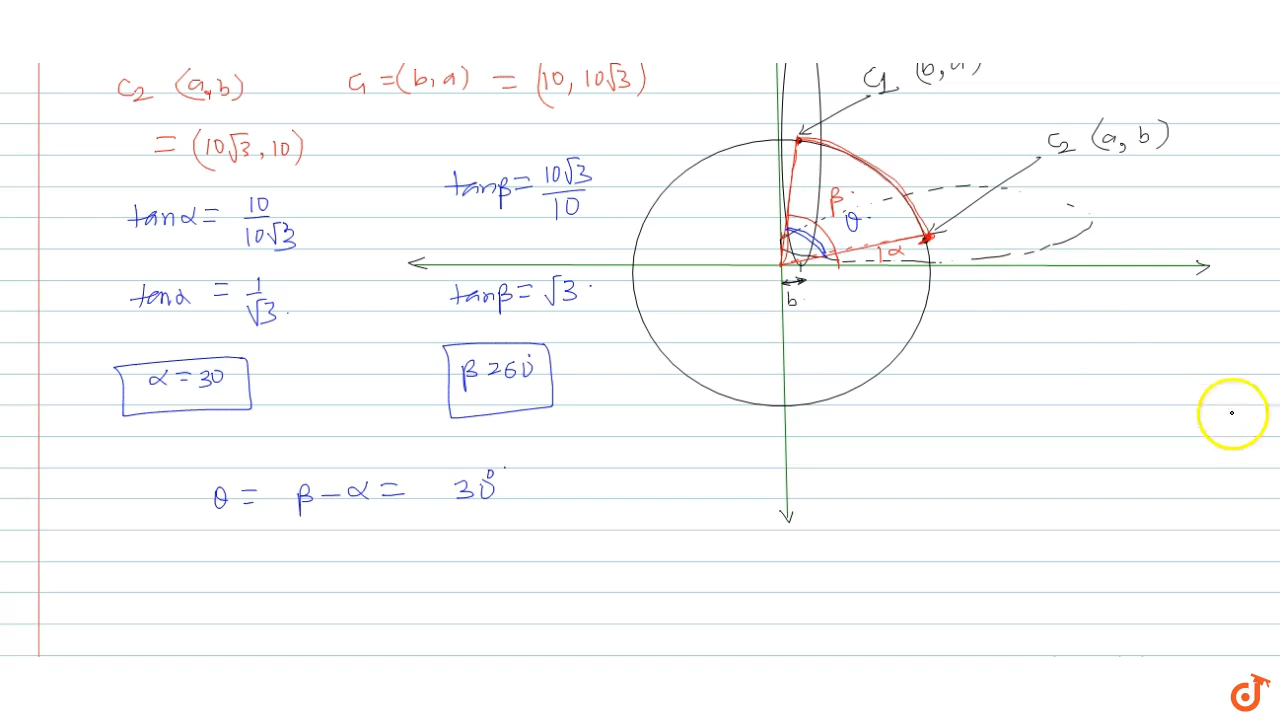 C₂ (a, b)
= (10√3, 10)
C₁ = (b, a) = (10, 10√3)
tanα = 10/10√3
tanα = 1/√3
α = 30
tanβ = 10√3/10
tanβ = √3
β = 60°
θ = β – α = 30°
C1 (b, a)
C₂ (a, b)
β
θ
α
b